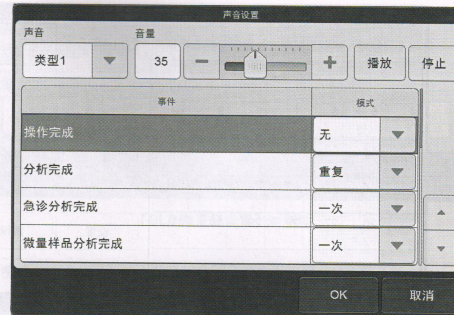 声音设置
声音 音量
类型1 35 播放 停止
事件 模式
操作完成 无
分析完成 重复
急诊分析完成 一次
微量样品分析完成 一次
OK 取消